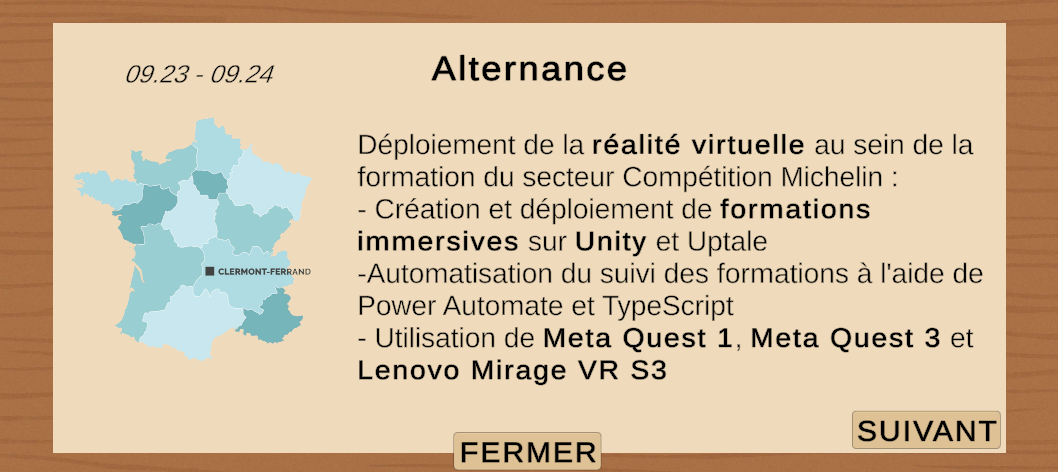 09.23 - 09.24
Alternance
CLERMONT-FERRAND
Déploiement de la réalité virtuelle au sein de la
formation du secteur Compétition Michelin :
- Création et déploiement de formations
immersives sur Unity et Uptale
-Automatisation du suivi des formations à l'aide de
Power Automate et TypeScript
- Utilisation de Meta Quest 1, Meta Quest 3 et
Lenovo Mirage VR S3
SUIVANT
FERMER